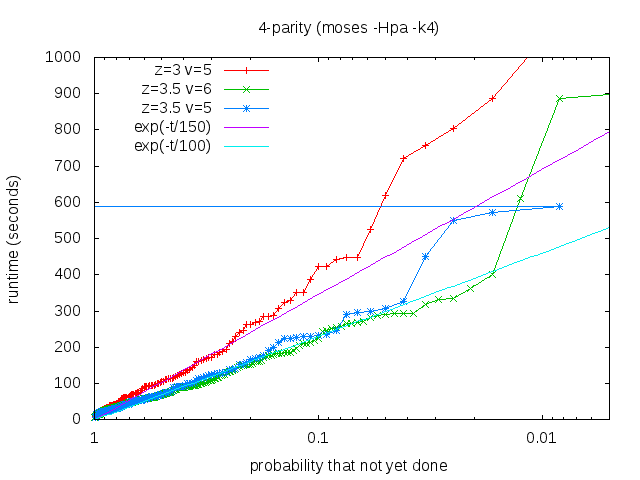 4-parity (moses -Hpa -k4)
1000
900
800
700
600
500
400
300
200
100
0
runtime (seconds)
z=3 v=5
z=3.5 v=6
z=3.5 v=5
exp(-t/150)
exp(-t/100)
1
0.1
0.01
probability that not yet done